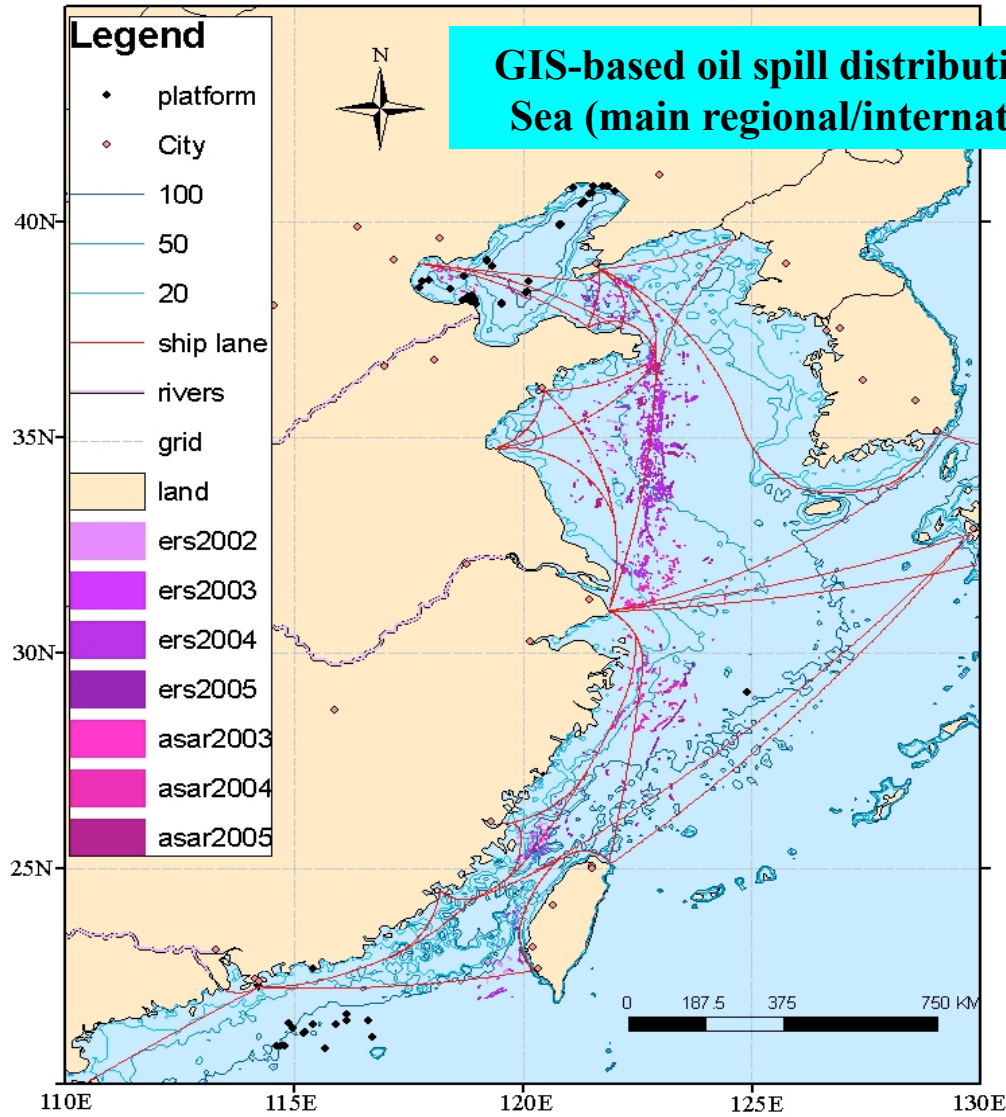 GIS-based oil spill distributi
Sea (main regional/internat
Legend
platform
City
100
50
20
ship lane
rivers
grid
land
ers2002
ers2003
ers2004
ers2005
asar2003
asar2004
asar2005
N
40N
35N
30N
25N
0 187.5 375 750 KM
110E 115E 120E 125E 130E